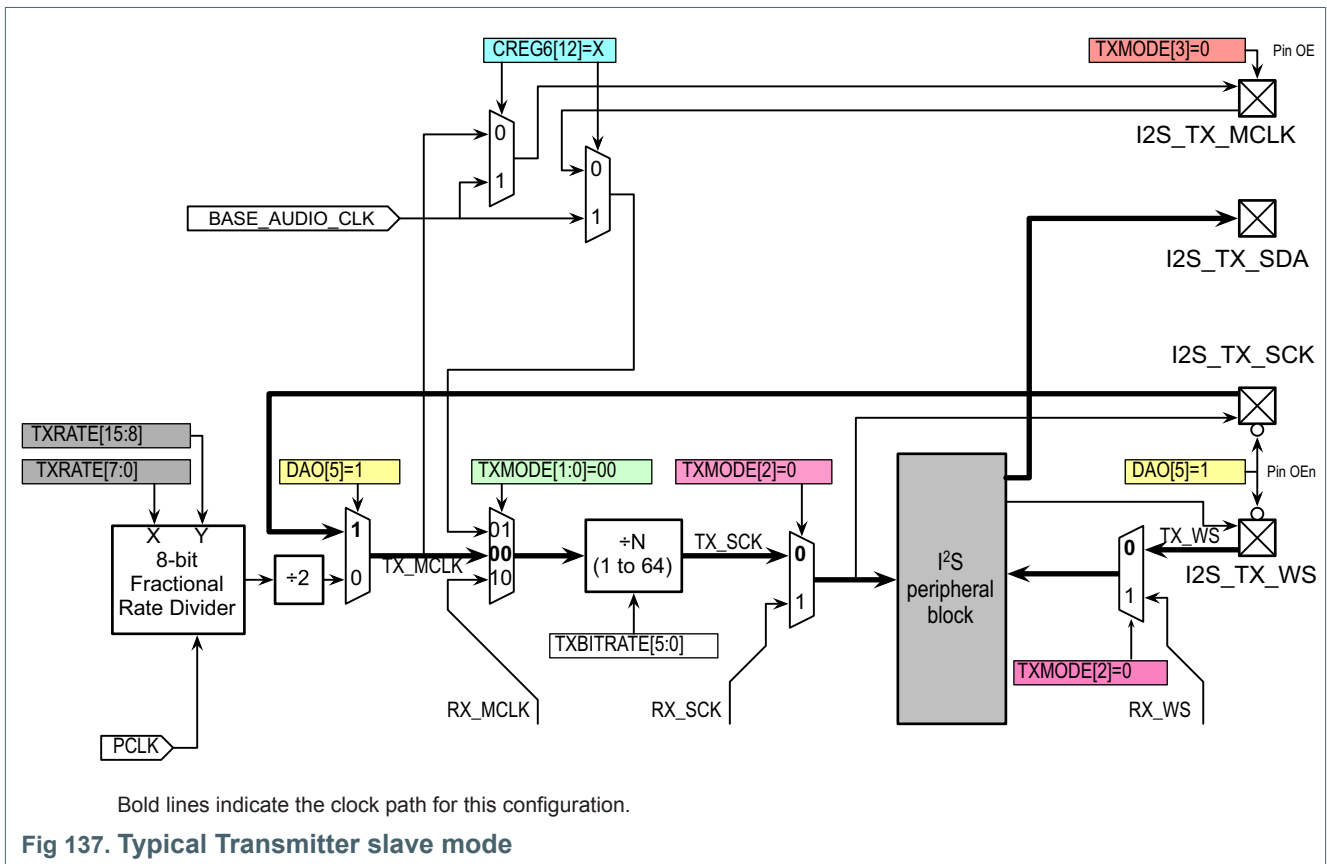 CREG6[12]=X
TXMODE[3]=0
Pin OE
0
1
I2S_TX_MCLK
0
1
BASE_AUDIO_CLK
I2S_TX_SDA
I2S_TX_SCK
TXRATE[15:8]
TXRATE[7:0]
DAO[5]=1
TXMODE[1:0]=00
TXMODE[2]=0
DAO[5]=1
Pin OEn
X Y
8-bit
Fractional
Rate Divider
÷2
1
0
TX_MCLK
01
00
10
÷N
(1 to 64)
TX_SCK
0
1
I²S
peripheral
block
TX_WS
0
1
I2S_TX_WS
TXBITRATE[5:0]
TXMODE[2]=0
RX_MCLK
RX_SCK
RX_WS
PCLK
Bold lines indicate the clock path for this configuration.
Fig 137. Typical Transmitter slave mode